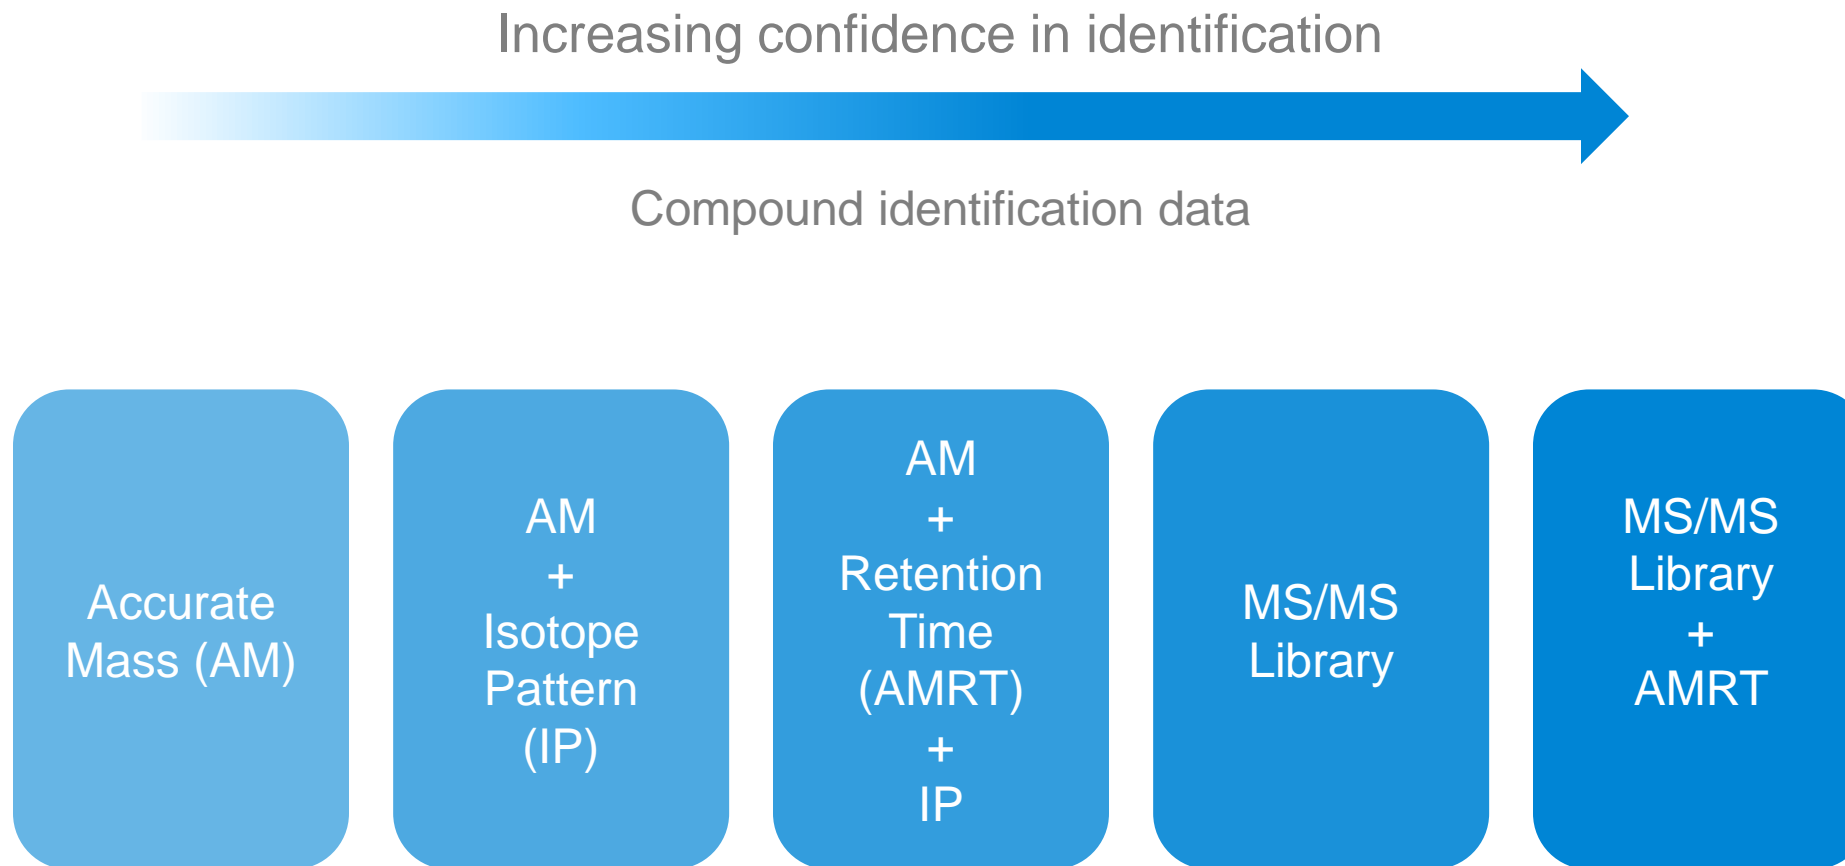 Increasing confidence in identification
Compound identification data
Accurate
Mass (AM)
AM
+
Isotope
Pattern
(IP)
AM
+
Retention
Time
(AMRT)
+
IP
MS/MS
Library
MS/MS
Library
+
AMRT